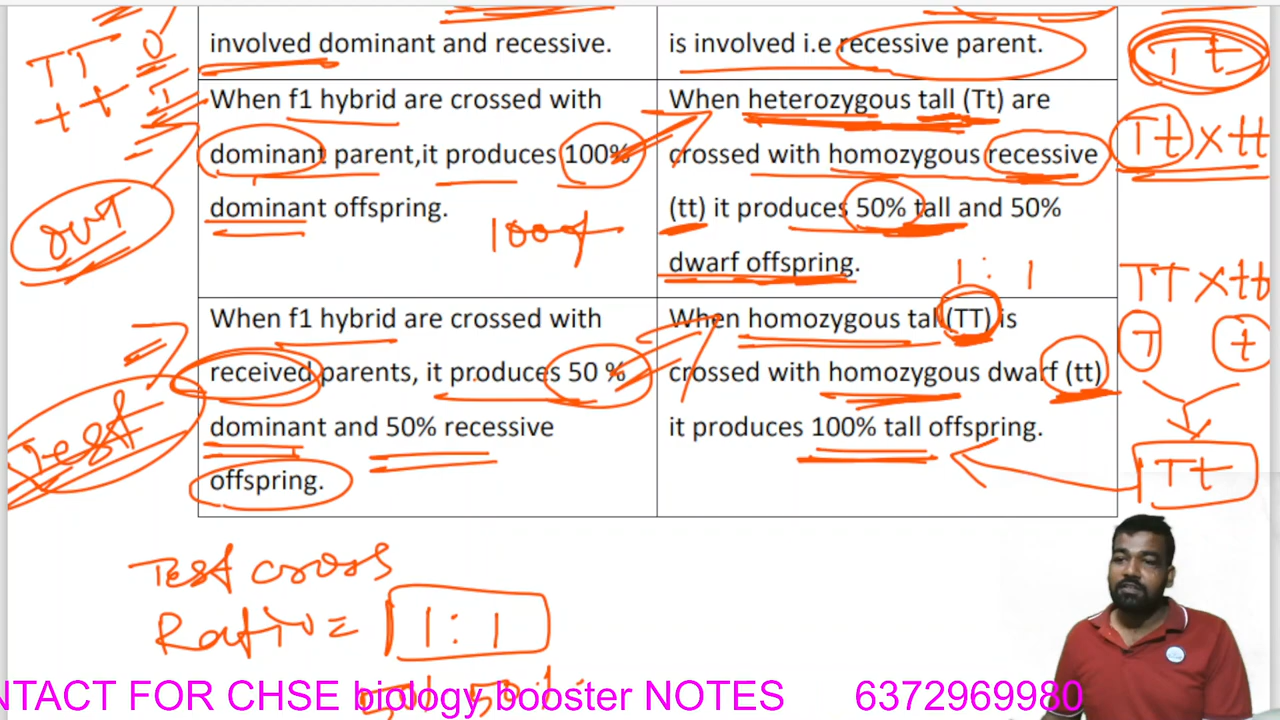 TT
tt
involved dominant and recessive.
When f1 hybrid are crossed with
dominant parent,it produces 100%
dominant offspring.
100%
out
When f1 hybrid are crossed with
received parents, it produces 50 %
dominant and 50% recessive
offspring.
Test
is involved i.e recessive parent.
Tt
When heterozygous tall (Tt) are
crossed with homozygous recessive
(tt) it produces 50% tall and 50%
dwarf offspring.
1 : 1
Tt x tt
When homozygous tall (TT) is
crossed with homozygous dwarf (tt)
it produces 100% tall offspring.
TT x tt
T t
Tt
Test cross
Ratio = 1 : 1
NTACT FOR CHSE biology booster NOTES 6372969980